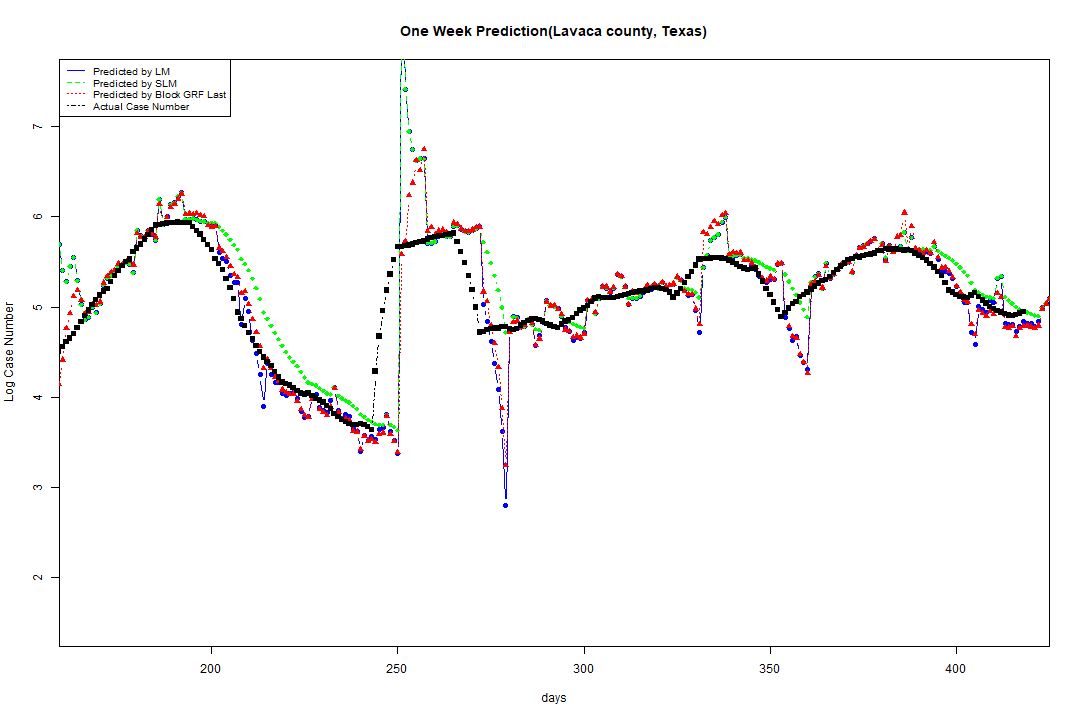 One Week Prediction(Lavaca county, Texas)
Predicted by LM
Predicted by SLM
Predicted by Block GRF Last
Actual Case Number
Log Case Number
7
6
5
4
3
2
200 250 300 350 400
days